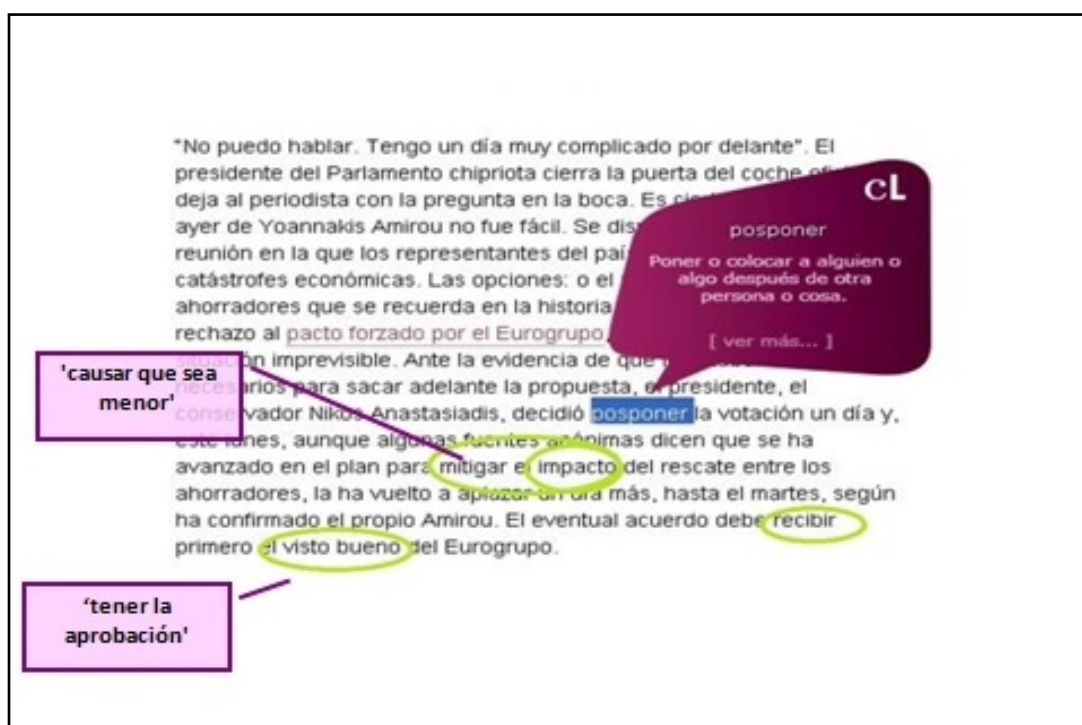 "No puedo hablar. Tengo un día muy complicado por delante". El
presidente del Parlamento chipriota cierra la puerta del coche
deja al periodista con la pregunta en la boca. Es
ayer de Yoannakis Amirou no fue fácil. Se
reunión en la que los representantes del
catástrofes económicas. Las opciones: o el
ahorradores que se recuerda en la historia
rechazo al pacto forzado por el Eurogrupo
imprevisible. Ante la evidencia de que
necesarios para sacar adelante la propuesta, el presidente, el
conservador Nikos Anastasiadis, decidió posponer la votación un día y,
este lunes, aunque algunas fuentes anónimas dicen que se ha
avanzado en el plan para mitigar el impacto del rescate entre los
ahorradores, la ha vuelto a aplazar un día más, hasta el martes, según
ha confirmado el propio Amirou. El eventual acuerdo debe recibir
primero el visto bueno del Eurogrupo.
cL
posponer
Poner o colocar a alguien o
algo después de otra
persona o cosa.
[ ver más... ]
'causar que sea
menor'
‘tener la
aprobación'